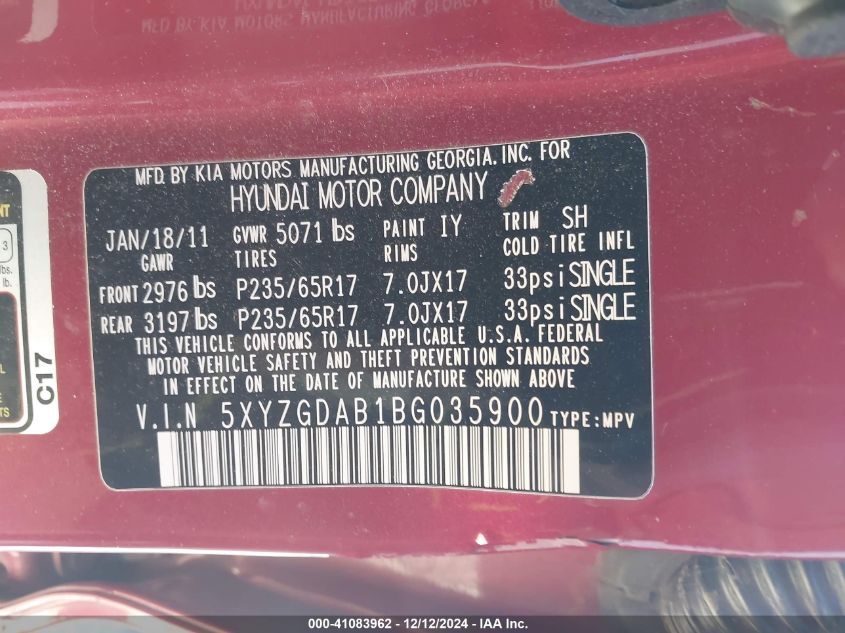 MFD. BY KIA MOTORS MANUFACTURING GEORGIA. INC. FOR
HYUNDAI MOTOR COMPANY
JAN/18/11 GVWR 5071 lbs PAINT IY TRIM SH
GAWR TIRES RIMS COLD TIRE INFL
FRONT 2976 lbs P235/65R17 7.0JX17 33psi SINGLE
REAR 3197 lbs P235/65R17 7.0JX17 33psi SINGLE
THIS VEHICLE CONFORMS TO ALL APPLICABLE U.S.A. FEDERAL
MOTOR VEHICLE SAFETY AND THEFT PREVENTION STANDARDS
IN EFFECT ON THE DATE OF MANUFACTURE SHOWN ABOVE
V.I.N 5XYZGDAB1BG035900 TYPE:MPV
3
lbs.
lb.
C17
000-41083962 - 12/12/2024 - IAA Inc.